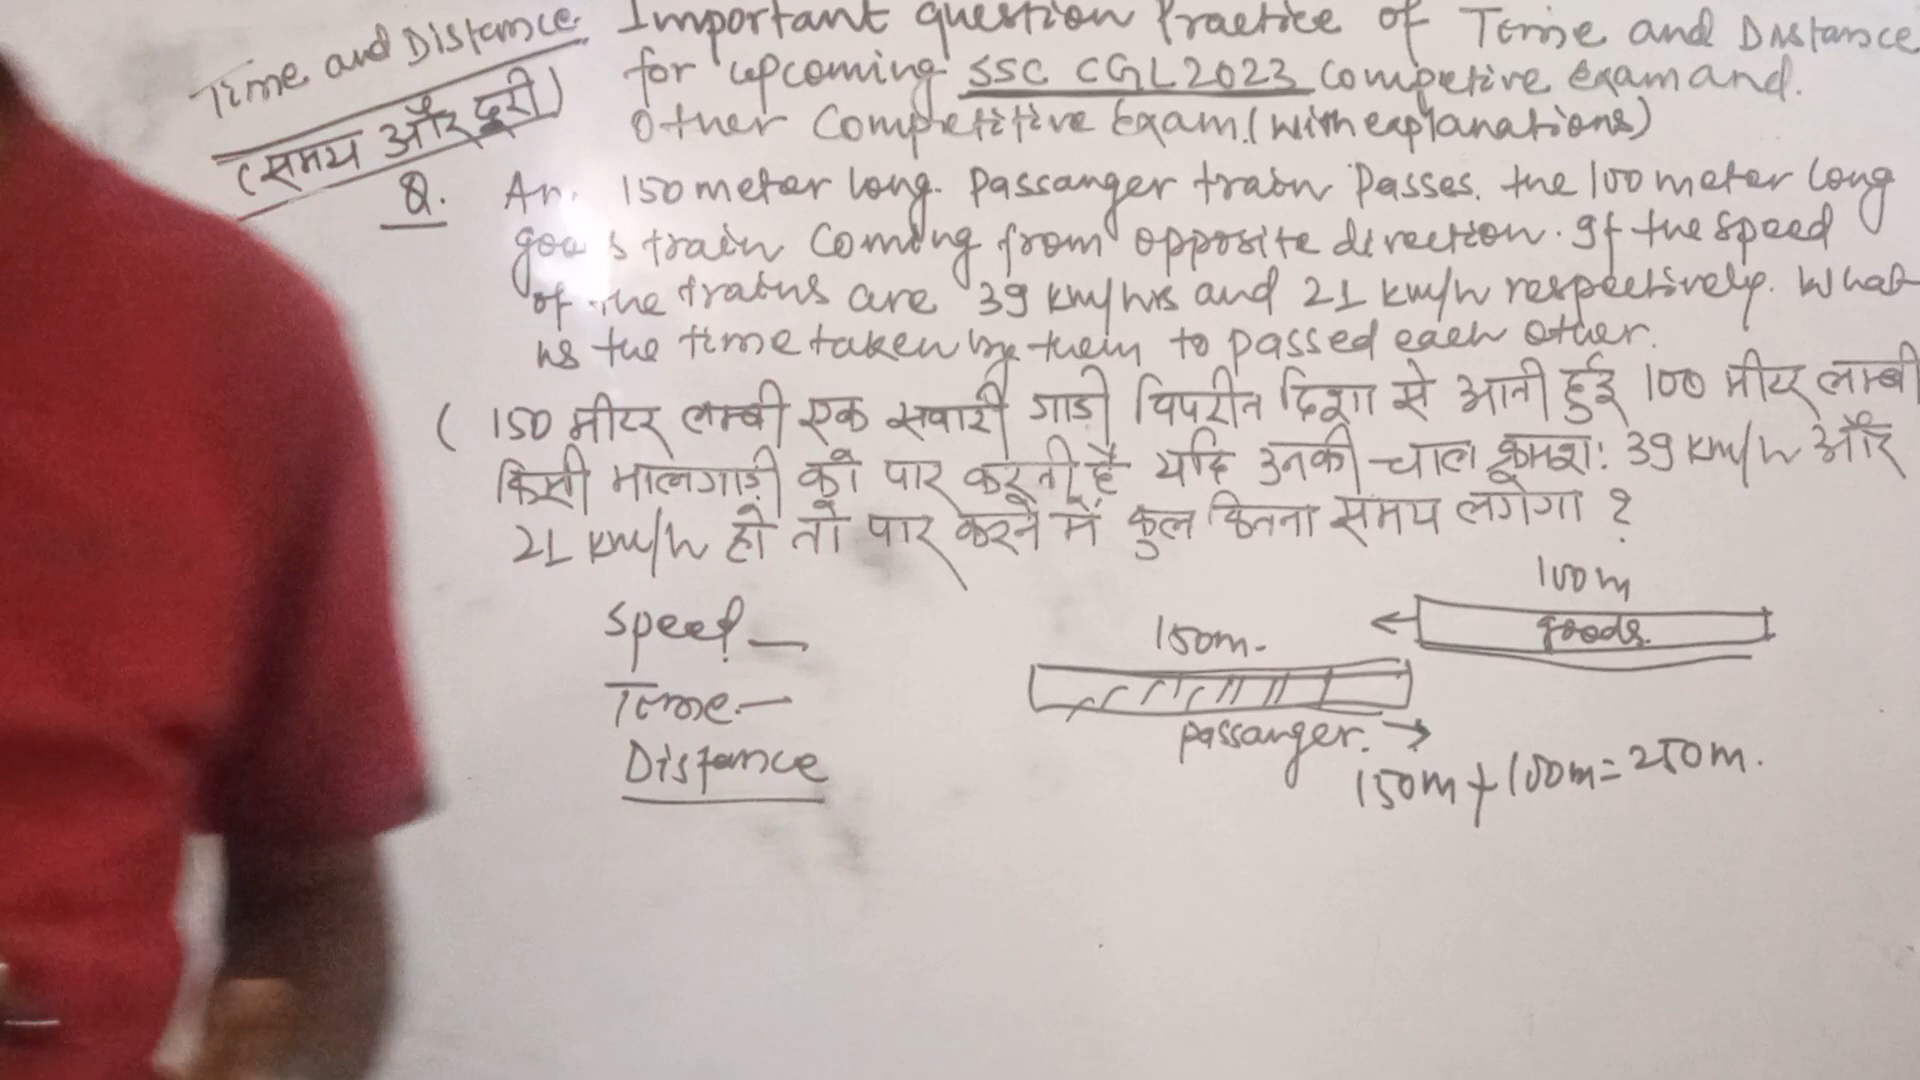 Time and Distance
(समय और दूरी)
Important question Practice of Time and Distance
for upcoming SSC CGL2023 competive exam and.
Other Competitive Exam.(with explanations)
Q. An. 150 meter long. Passanger train Passes. the 100 meter long
goo s train coming from opposite direction. If the speed
of the trains are 39 km/hrs and 21 km/h respectively. What
is the time taken by them to passed each other.
( 150 मीटर लम्बी एक सवारी गाड़ी विपरीत दिशा से आती हुई 100 मीटर लम्बी
किसी मालगाड़ी को पार करती है यदि उनकी चाल क्रमशः 39 km/h और
21 km/h हो तो पार करने में कुल कितना समय लगेगा ?
100m
Speed —
150m.
← goods.
Time. —
passanger. →
Distance
150m + 100m = 250m.